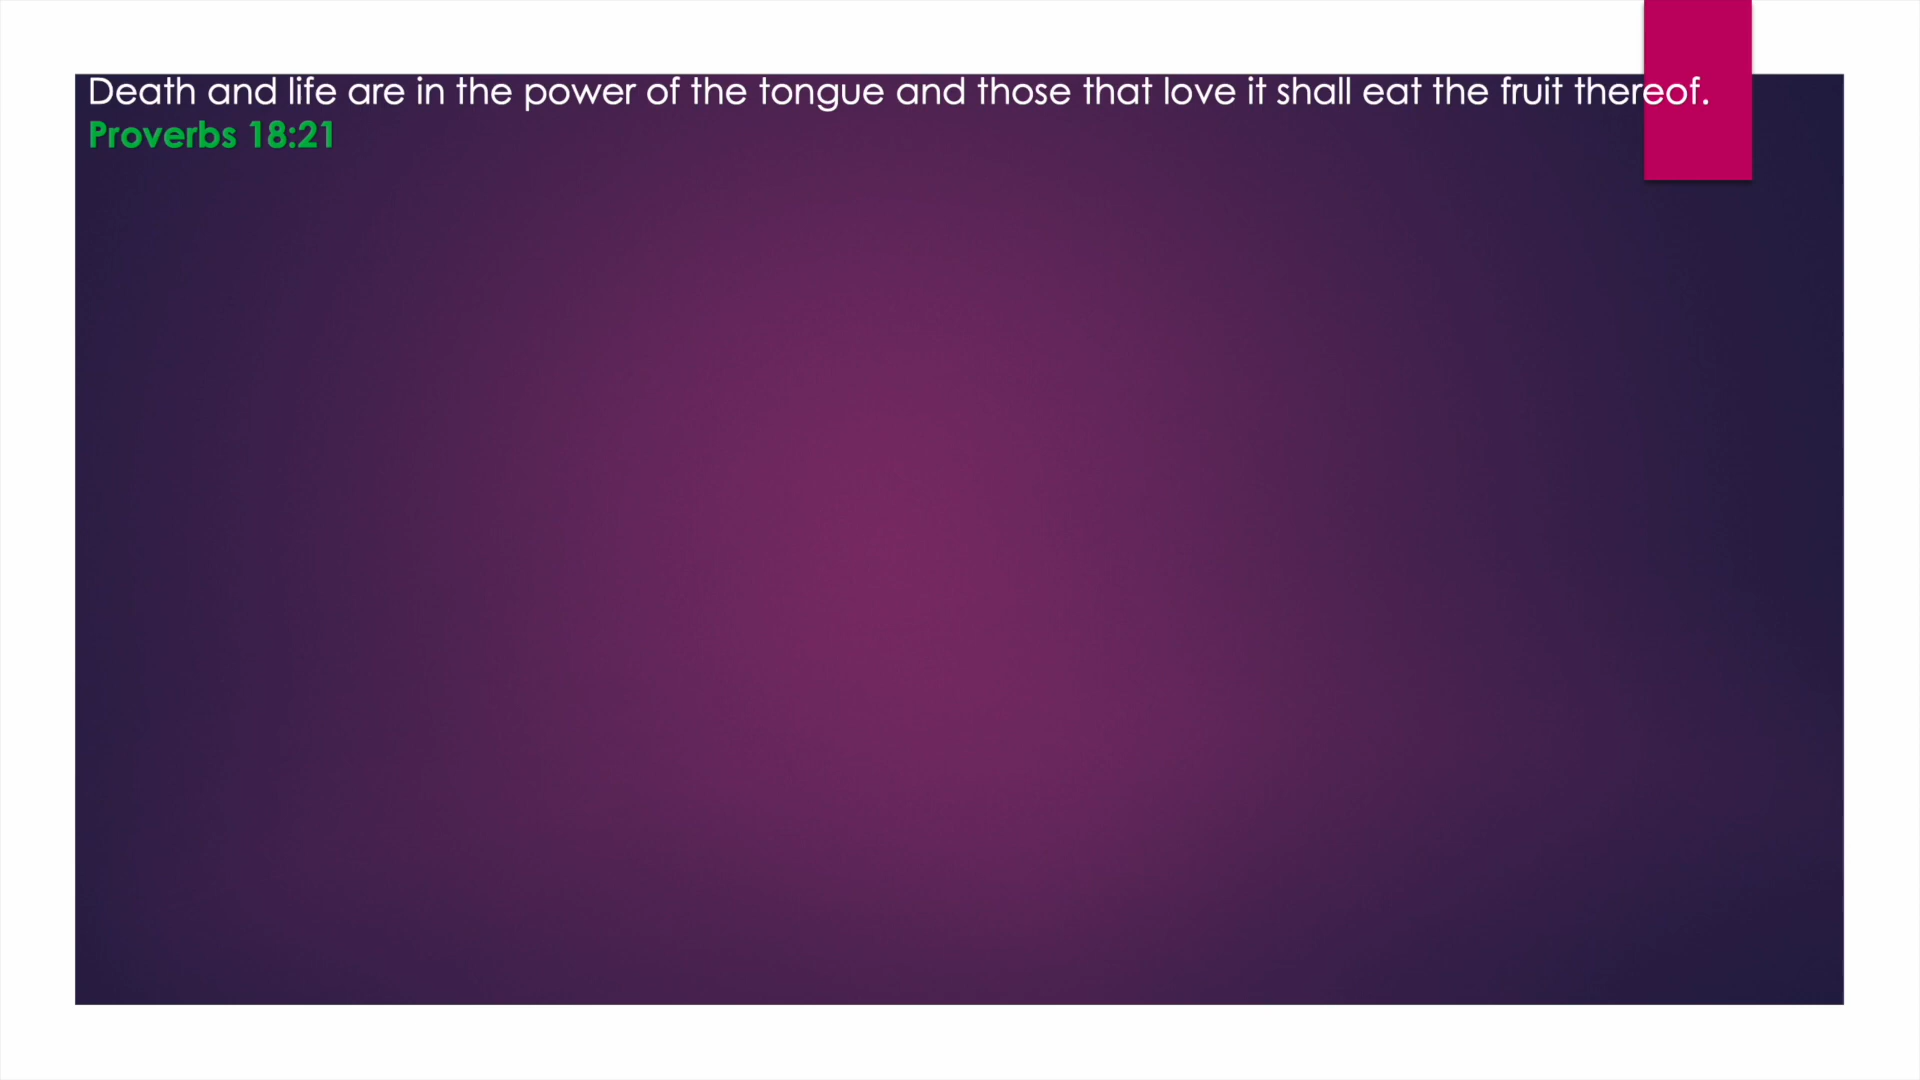 Death and life are in the power of the tongue and those that love it shall eat the fruit thereof.
Proverbs 18:21